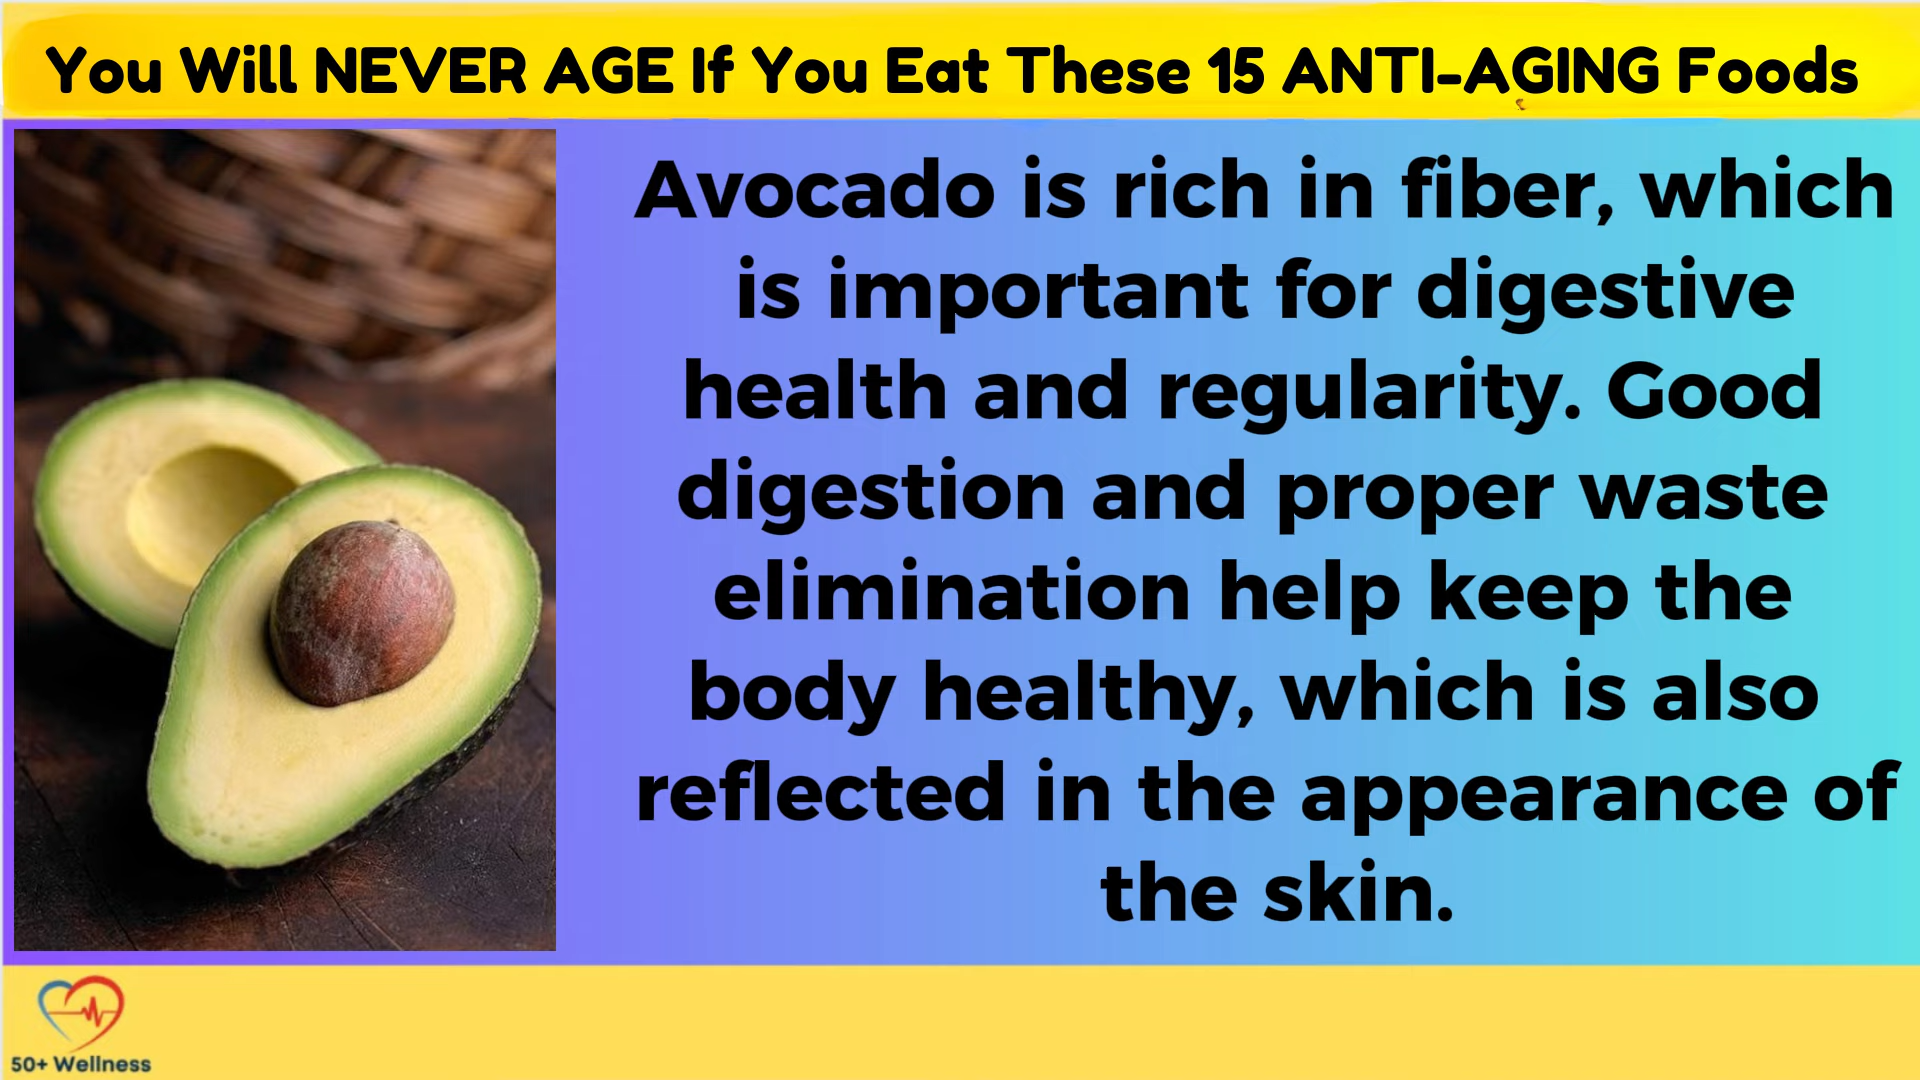 You Will NEVER AGE If You Eat These 15 ANTI-AGING Foods
Avocado is rich in fiber, which
is important for digestive
health and regularity. Good
digestion and proper waste
elimination help keep the
body healthy, which is also
reflected in the appearance of
the skin.
50+ Wellness